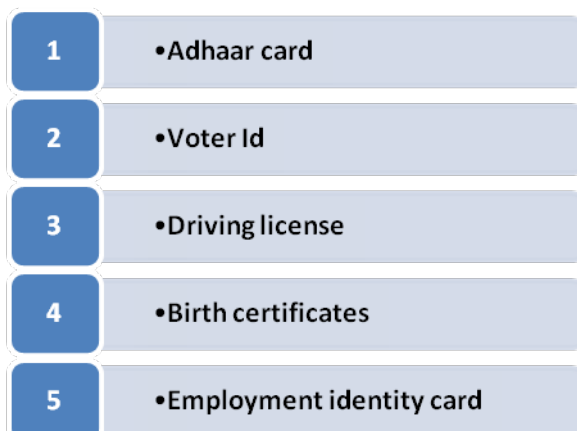 1 •Adhaar card
2 •Voter Id
3 •Driving license
4 •Birth certificates
5 •Employment identity card